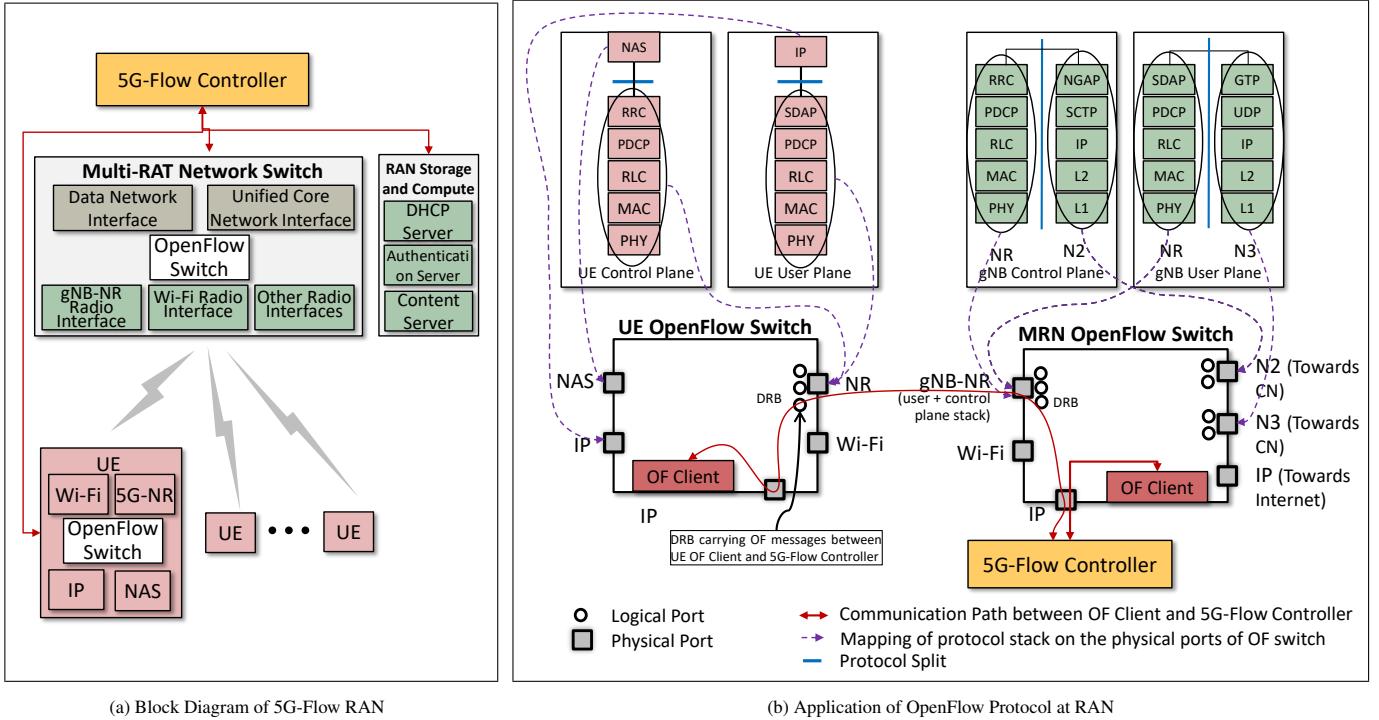 5G-Flow Controller
Multi-RAT Network Switch
Data Network
Interface
Unified Core
Network Interface
OpenFlow
Switch
gNB-NR
Radio
Interface
Wi-Fi Radio
Interface
Other Radio
Interfaces
RAN Storage
and Compute
DHCP
Server
Authenticati
on Server
Content
Server
UE
Wi-Fi
5G-NR
OpenFlow
Switch
IP
NAS
UE
UE
(a) Block Diagram of 5G-Flow RAN
NAS
RRC
PDCP
RLC
MAC
PHY
UE Control Plane
IP
SDAP
PDCP
RLC
MAC
PHY
UE User Plane
RRC
PDCP
RLC
MAC
PHY
NR
NGAP
SCTP
IP
L2
L1
N2
gNB Control Plane
SDAP
PDCP
RLC
MAC
PHY
NR
GTP
UDP
IP
L2
L1
N3
gNB User Plane
UE OpenFlow Switch
NAS
IP
DRB
NR
Wi-Fi
OF Client
IP
DRB carrying OF messages between
UE OF Client and 5G-Flow Controller
MRN OpenFlow Switch
gNB-NR
(user + control
plane stack)
DRB
Wi-Fi
N2 (Towards
CN)
N3 (Towards
CN)
IP (Towards
Internet)
OF Client
IP
5G-Flow Controller
Logical Port
Physical Port
Communication Path between OF Client and 5G-Flow Controller
Mapping of protocol stack on the physical ports of OF switch
Protocol Split
(b) Application of OpenFlow Protocol at RAN